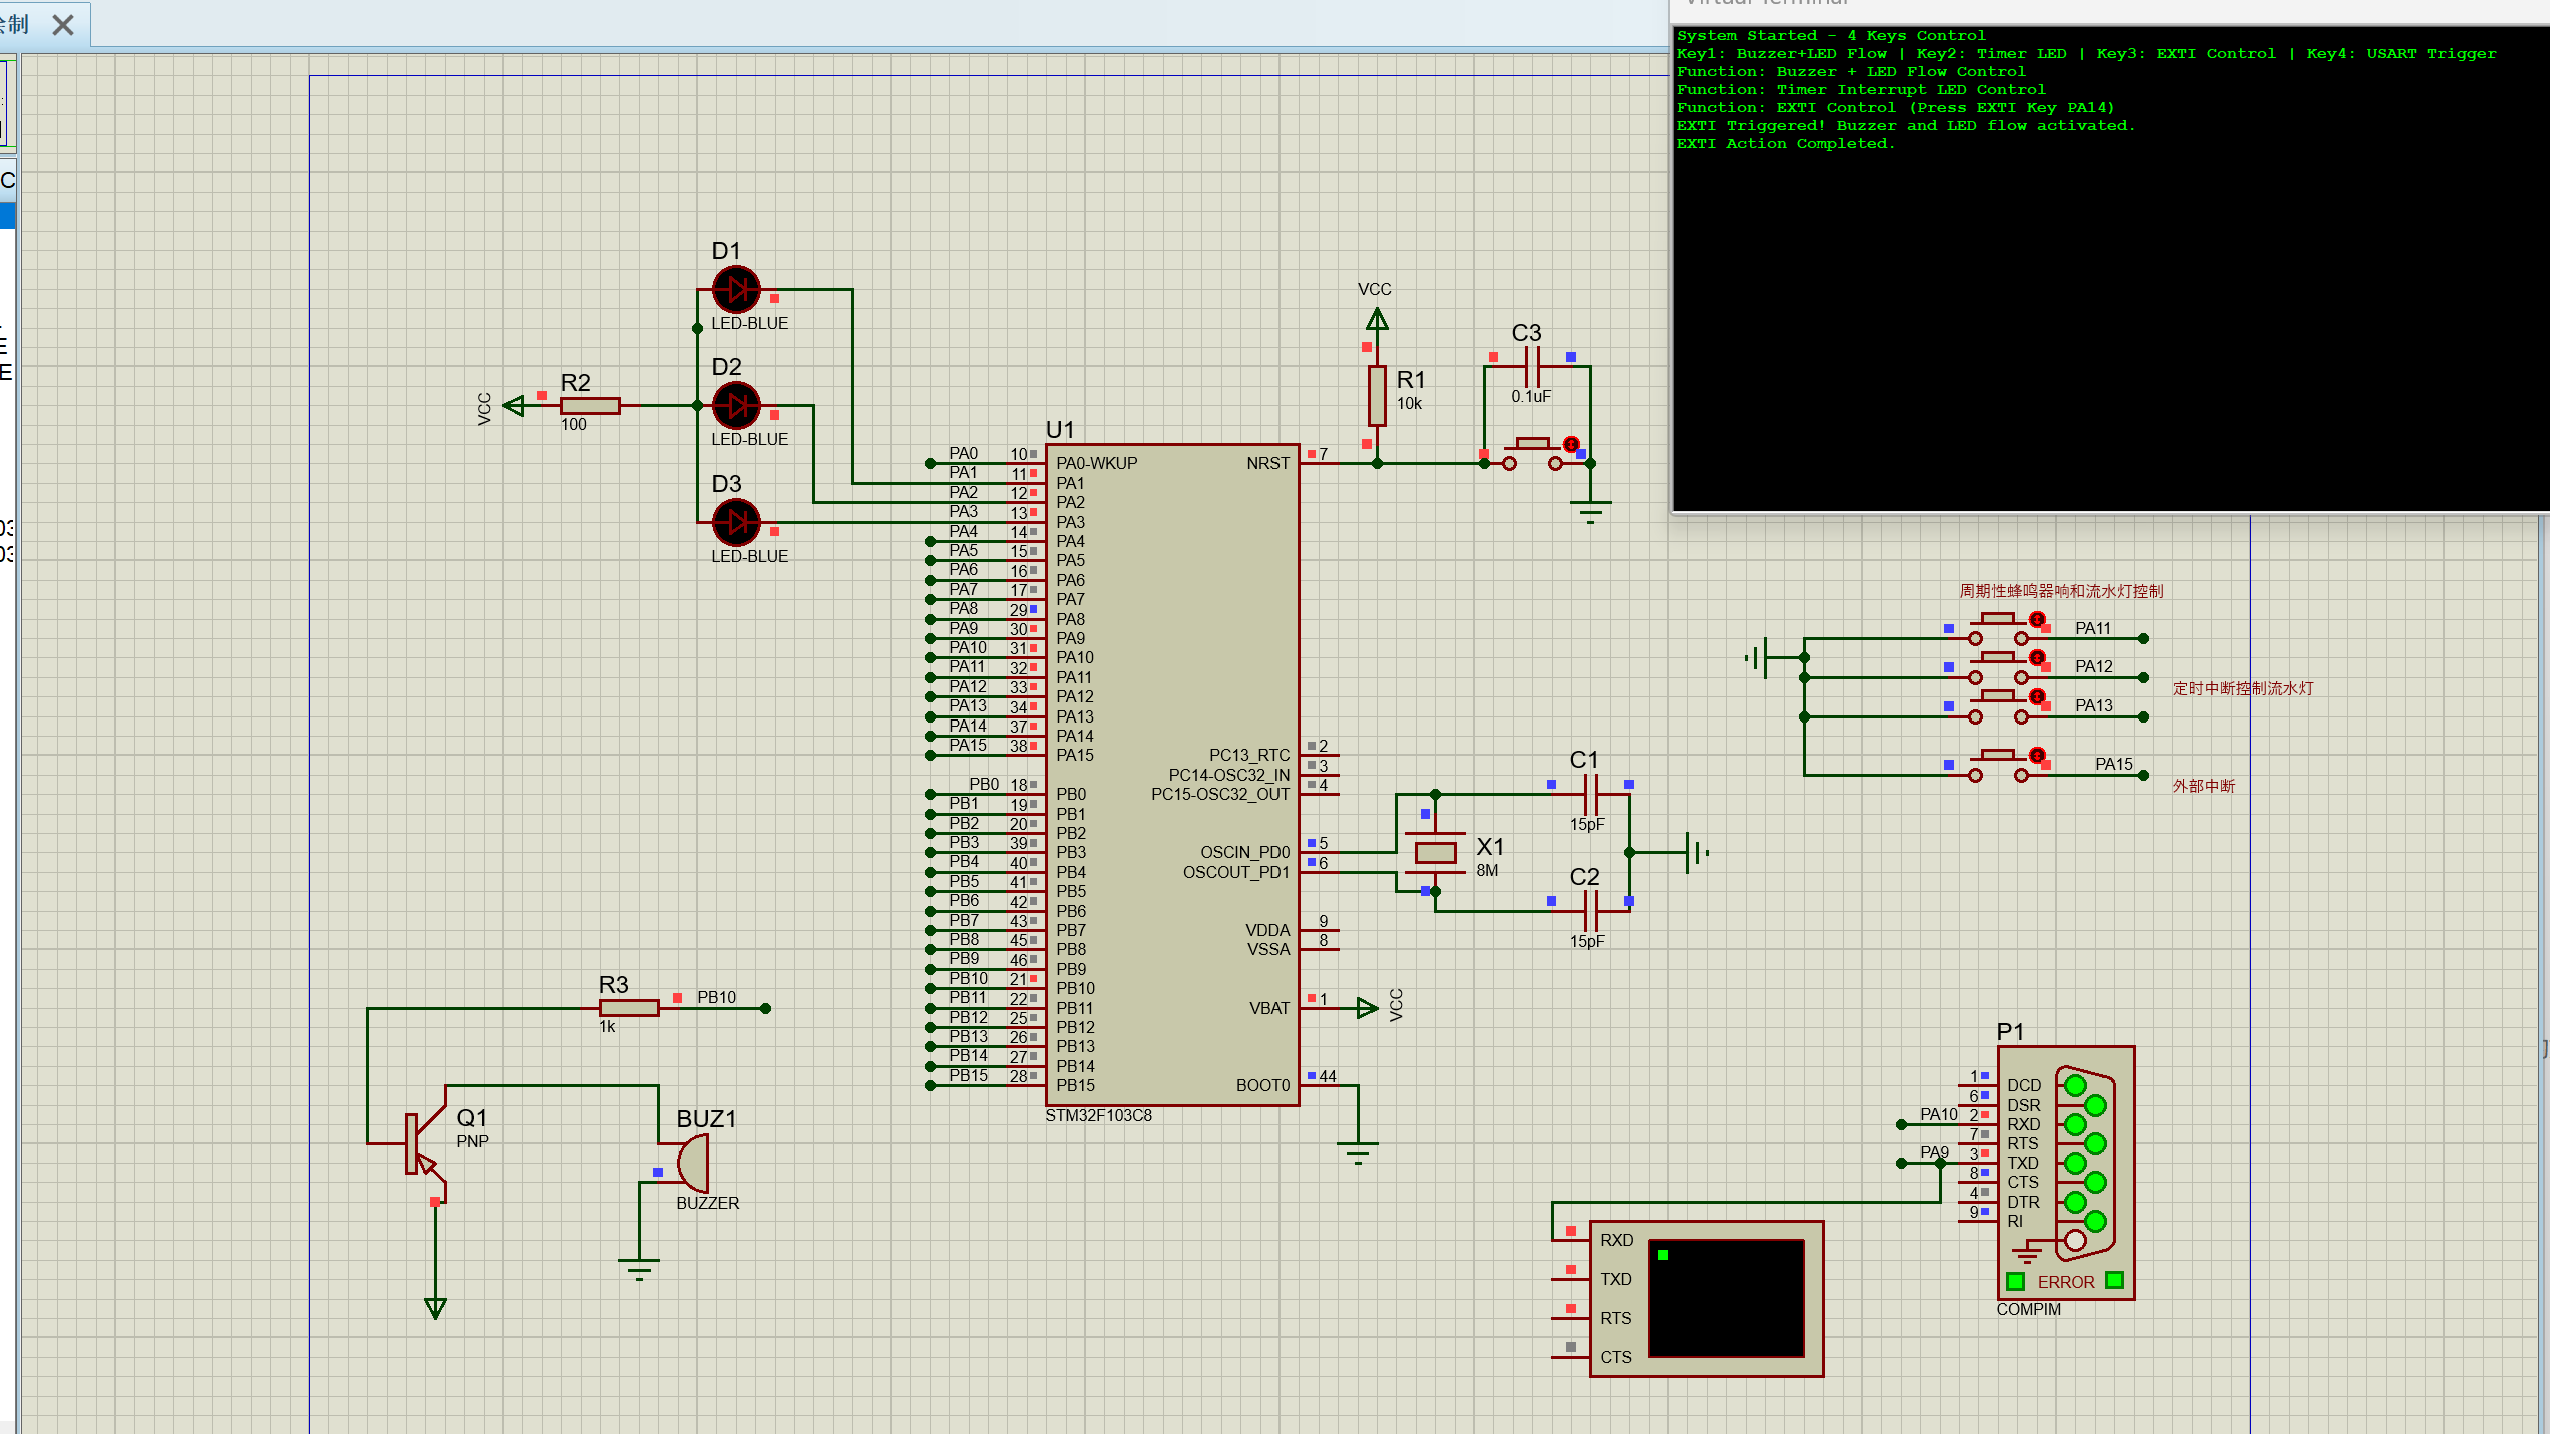 绘制
System Started - 4 Keys Control
Key1: Buzzer+LED Flow | Key2: Timer LED | Key3: EXTI Control | Key4: USART Trigger
Function: Buzzer + LED Flow Control
Function: Timer Interrupt LED Control
Function: EXTI Control (Press EXTI Key PA14)
EXTI Triggered! Buzzer and LED flow activated.
EXTI Action Completed.
D1
LED-BLUE
D2
LED-BLUE
D3
LED-BLUE
VCC
R2
100
VCC
R1
10k
C3
0.1uF
U1
PA0 10 PA0-WKUP
PA1 11 PA1
PA2 12 PA2
PA3 13 PA3
PA4 14 PA4
PA5 15 PA5
PA6 16 PA6
PA7 17 PA7
PA8 29 PA8
PA9 30 PA9
PA10 31 PA10
PA11 32 PA11
PA12 33 PA12
PA13 34 PA13
PA14 37 PA14
PA15 38 PA15
PB0 18 PB0
PB1 19 PB1
PB2 20 PB2
PB3 39 PB3
PB4 40 PB4
PB5 41 PB5
PB6 42 PB6
PB7 43 PB7
PB8 45 PB8
PB9 46 PB9
PB10 21 PB10
PB11 22 PB11
PB12 25 PB12
PB13 26 PB13
PB14 27 PB14
PB15 28 PB15
NRST 7
PC13_RTC 2
PC14-OSC32_IN 3
PC15-OSC32_OUT 4
OSCIN_PD0 5
OSCOUT_PD1 6
VDDA 9
VSSA 8
VBAT 1
VCC
BOOT0 44
STM32F103C8
C1
15pF
X1
8M
C2
15pF
周期性蜂鸣器响和流水灯控制
PA11
PA12
定时中断控制流水灯
PA13
PA15
外部中断
R3
1k
PB10
Q1
PNP
BUZ1
BUZZER
P1
1 DCD
6 DSR
PA10 2 RXD
7 RTS
PA9 3 TXD
8 CTS
4 DTR
9 RI
ERROR
COMPIM
RXD
TXD
RTS
CTS